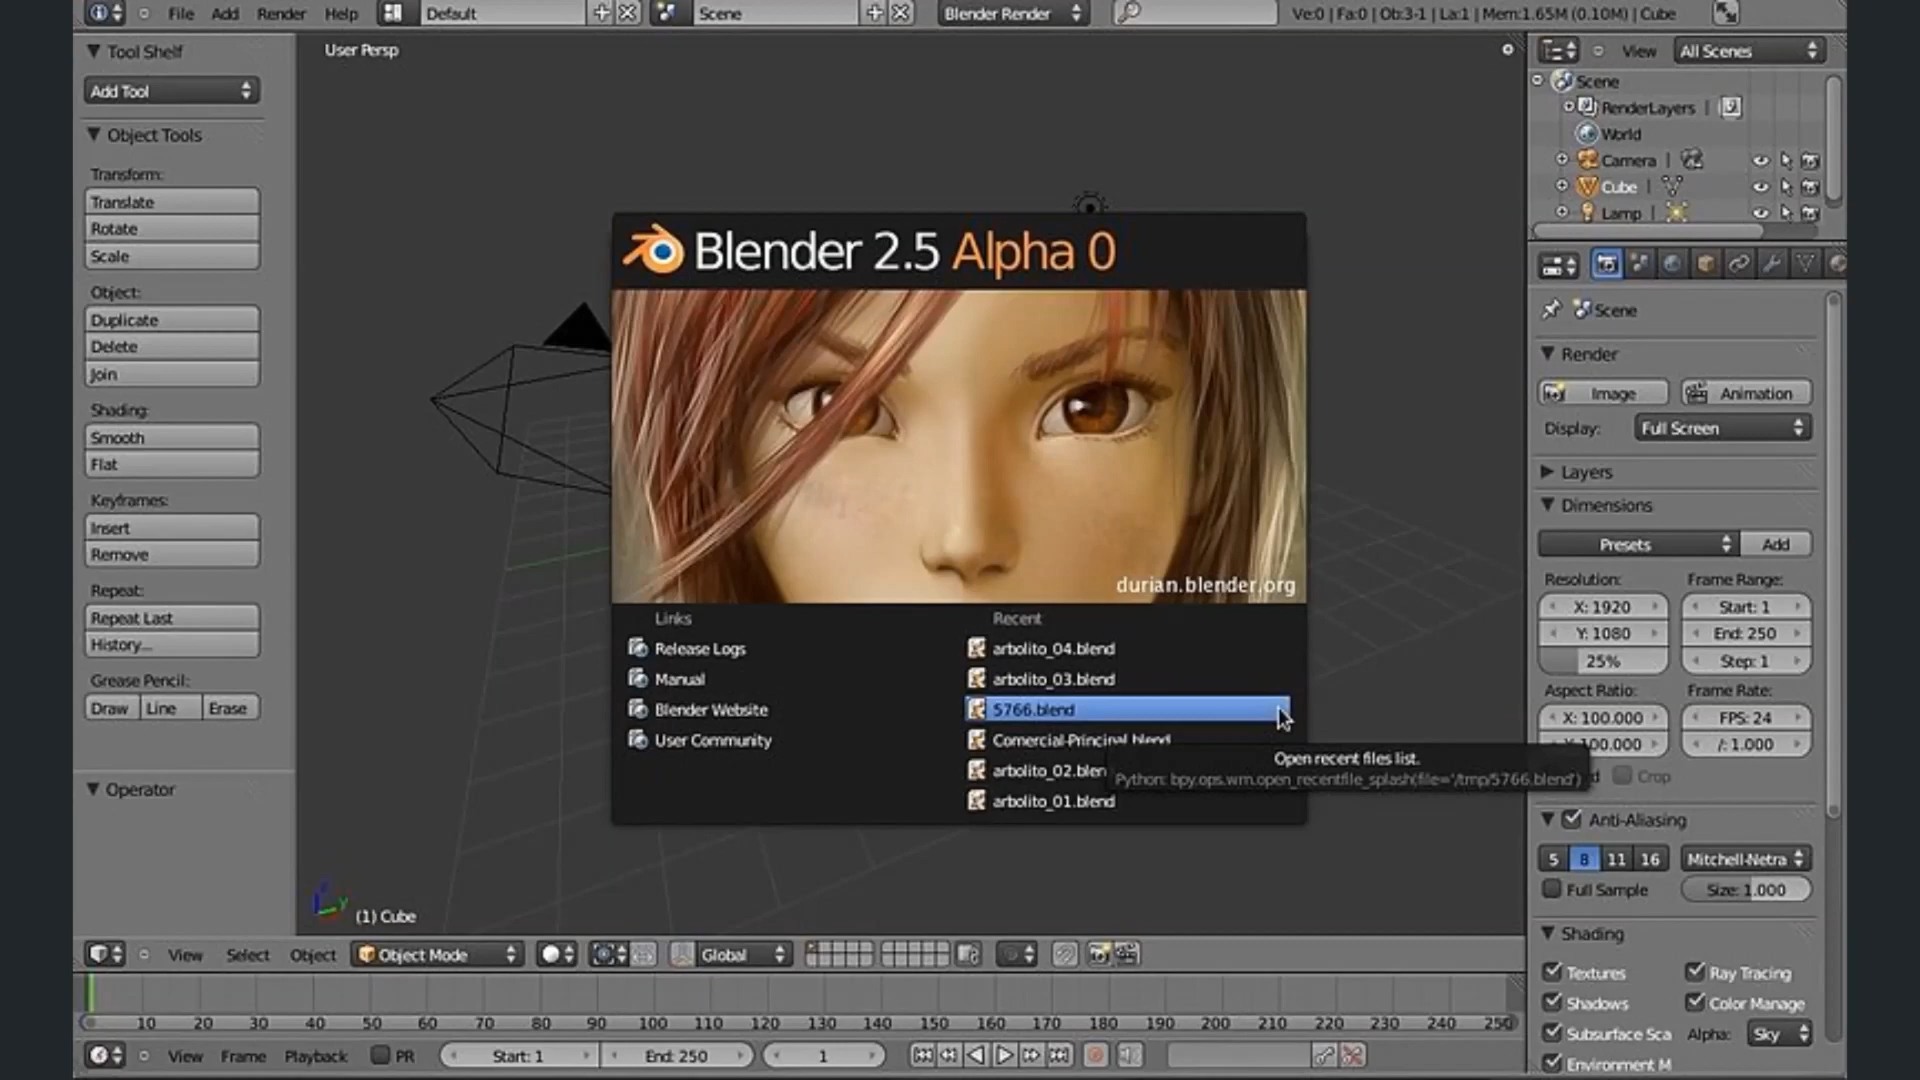 File Add Render Help Default Scene Blender Render Ve:0 | Fa:0 | Ob:3-1 | La:1 | Mem:1.65M (0.10M) | Cube
Tool Shelf
Add Tool
Object Tools
Transform:
Translate
Rotate
Scale
Object:
Duplicate
Delete
Join
Shading:
Smooth
Flat
Keyframes:
Insert
Remove
Repeat:
Repeat Last
History...
Grease Pencil:
Draw Line Erase
Operator
User Persp
Blender 2.5 Alpha 0
durian.blender.org
Links
Release Logs
Manual
Blender Website
User Community
Recent
arbolito_04.blend
arbolito_03.blend
5766.blend
Comercial-Principal.blend
arbolito_02.blen
arbolito_01.blend
Open recent files list.
Python: bpy.ops.wm.open_recentfile_splash(file='/tmp/5766.blend')
(1) Cube
View All Scenes
Scene
RenderLayers |
World
Camera |
Cube |
Lamp |
Scene
Render
Image Animation
Display: Full Screen
Layers
Dimensions
Presets Add
Resolution: Frame Range:
X: 1920 Start: 1
Y: 1080 End: 250
25% Step: 1
Aspect Ratio: Frame Rate:
X: 100.000 FPS: 24
100.000 /: 1.000
Crop
Anti-Aliasing
5 8 11 16 Mitchell-Netra
Full Sample Size: 1.000
Shading
Textures Ray Tracing
Shadows Color Manage
Subsurface Sca Alpha: Sky
Environment M
View Select Object Object Mode Global
10 20 30 40 50 60 70 80 90 100 110 120 130 140 150 160 170 180 190 200 210 220 230 240 250
View Frame Playback PR Start: 1 End: 250 1